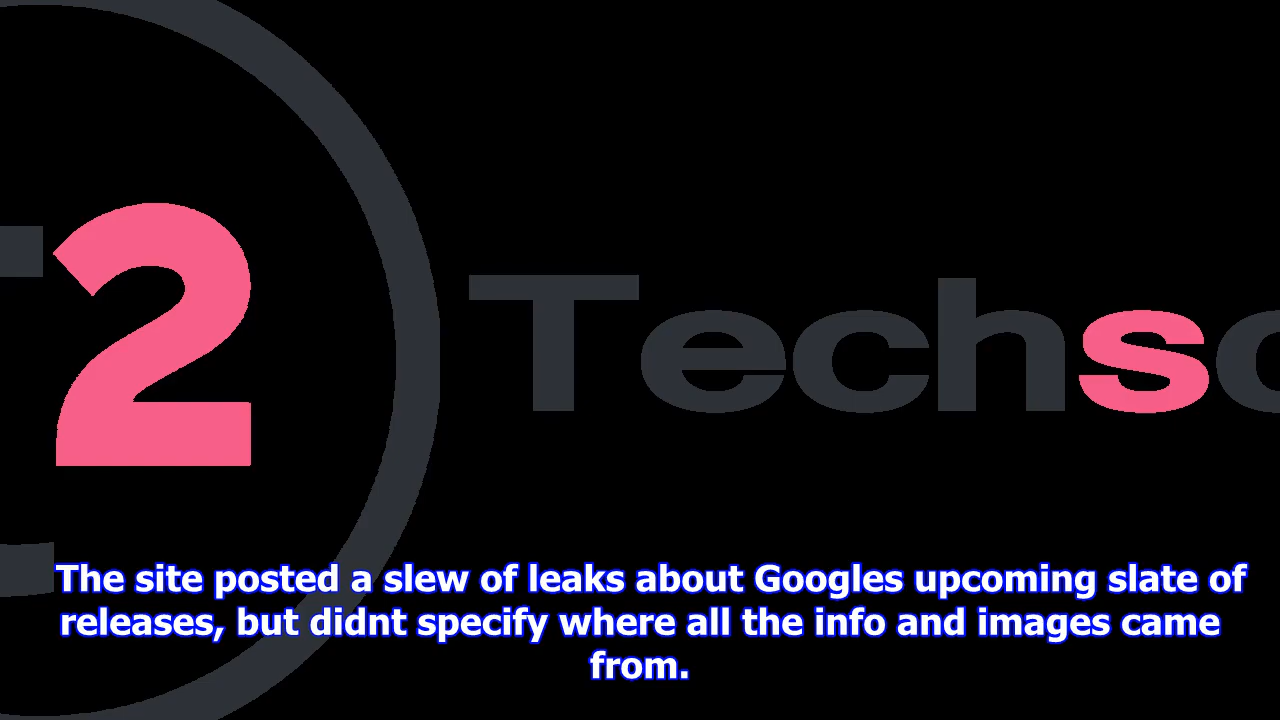 2
Techs
The site posted a slew of leaks about Googles upcoming slate of
releases, but didnt specify where all the info and images came
from.